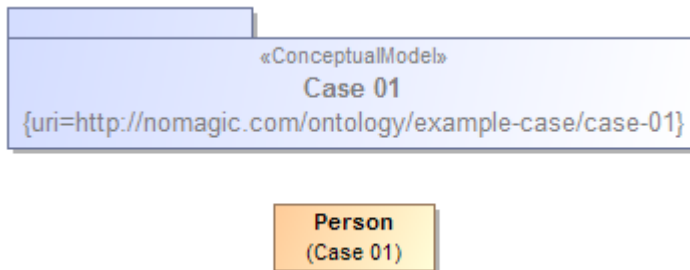 «ConceptualModel»
Case 01
{uri=http://nomagic.com/ontology/example-case/case-01}
Person
(Case 01)